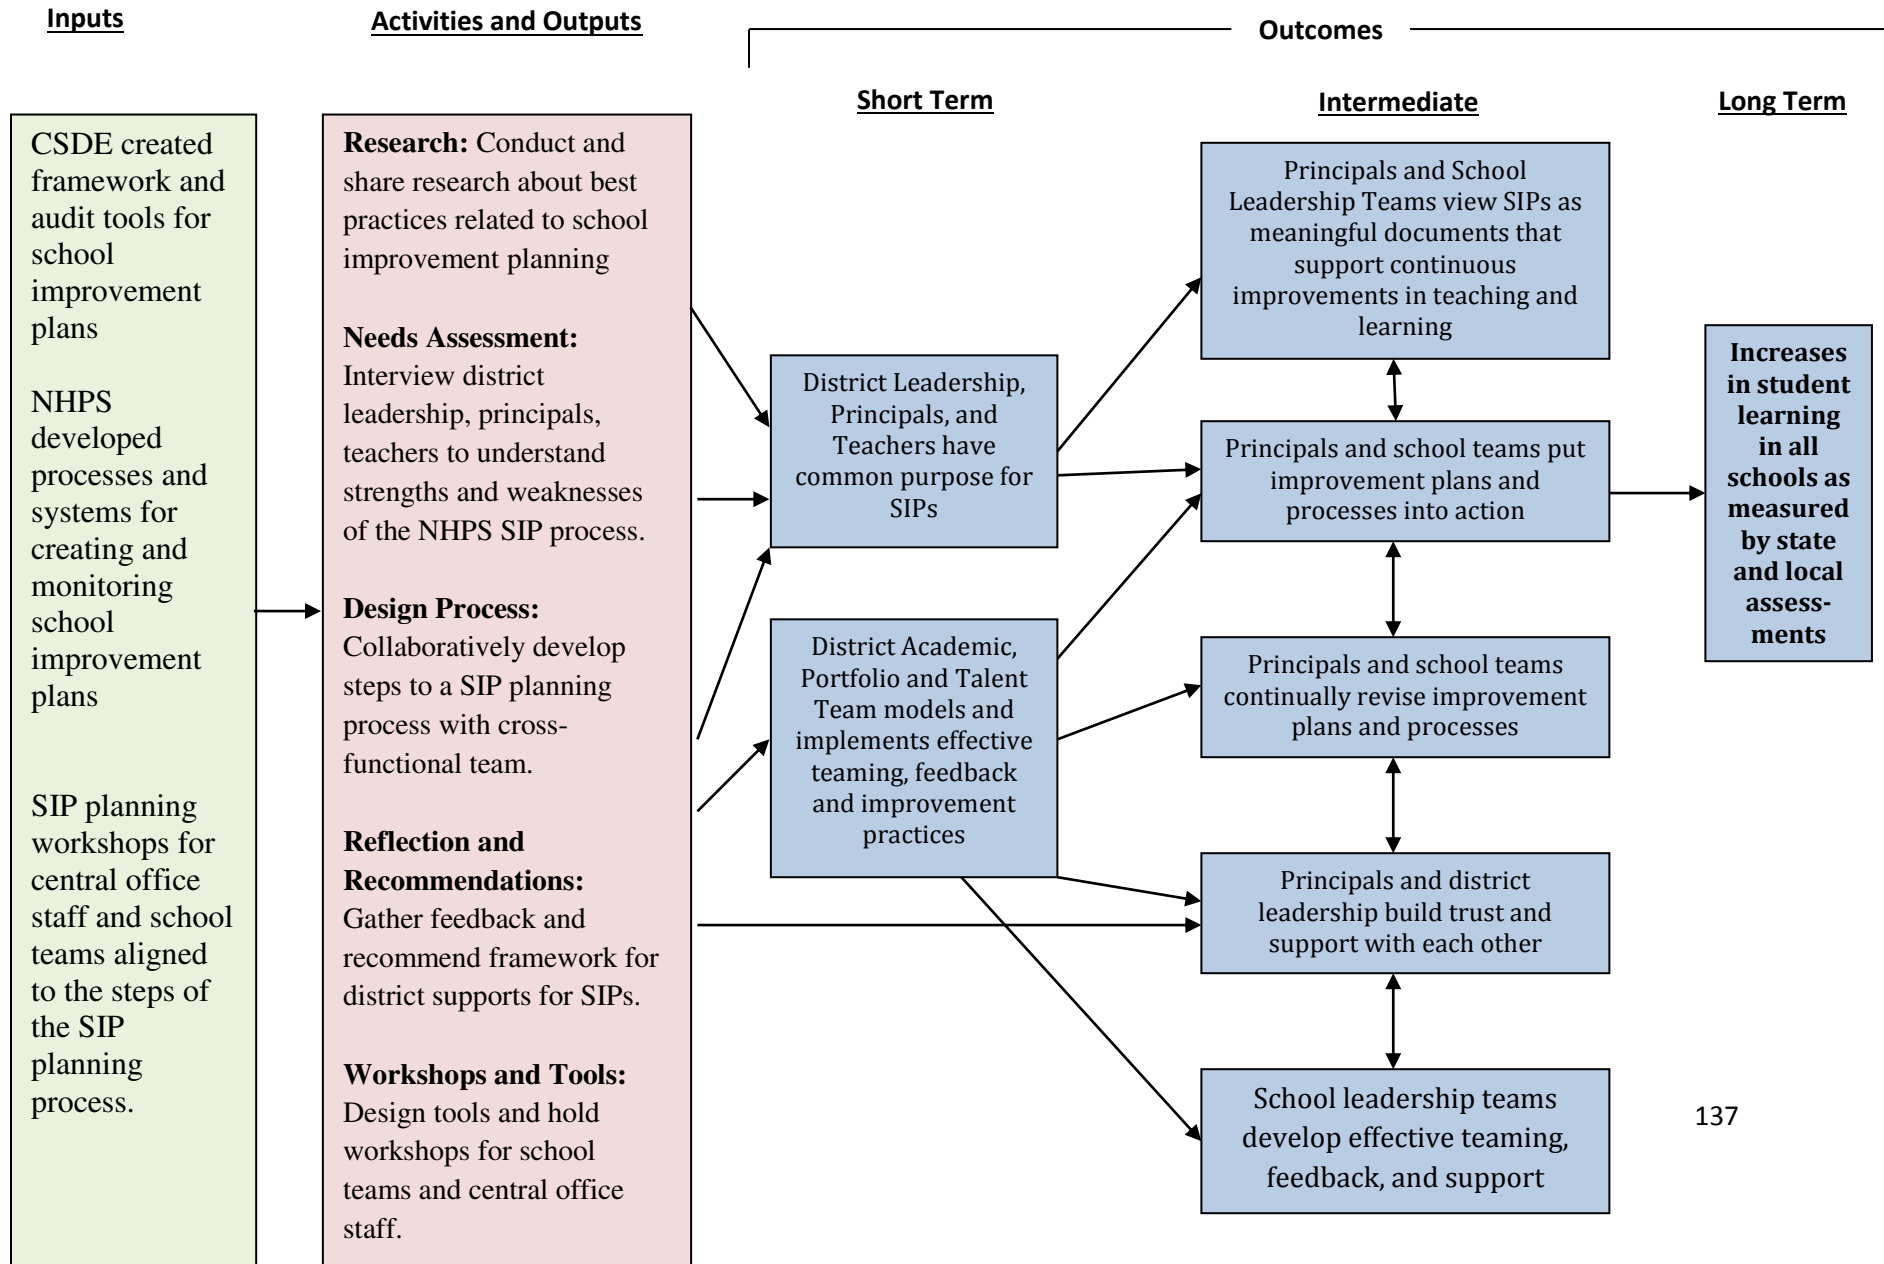 Inputs
Activities and Outputs
Outcomes
Short Term
Intermediate
Long Term
CSDE created
framework and
audit tools for
school
improvement
plans
NHPS
developed
processes and
systems for
creating and
monitoring
school
improvement
plans
SIP planning
workshops for
central office
staff and school
teams aligned
to the steps of
the SIP
planning
process.
Research: Conduct and
share research about best
practices related to school
improvement planning
Needs Assessment:
Interview district
leadership, principals,
teachers to understand
strengths and weaknesses
of the NHPS SIP process.
Design Process:
Collaboratively develop
steps to a SIP planning
process with cross-
functional team.
Reflection and
Recommendations:
Gather feedback and
recommend framework for
district supports for SIPs.
Workshops and Tools:
Design tools and hold
workshops for school
teams and central office
staff.
District Leadership,
Principals, and
Teachers have
common purpose for
SIPs
District Academic,
Portfolio and Talent
Team models and
implements effective
teaming, feedback
and improvement
practices
Principals and School
Leadership Teams view SIPs as
meaningful documents that
support continuous
improvements in teaching and
learning
Principals and school teams put
improvement plans and
processes into action
Principals and school teams
continually revise improvement
plans and processes
Principals and district
leadership build trust and
support with each other
School leadership teams
develop effective teaming,
feedback, and support
Increases
in student
learning
in all
schools as
measured
by state
and local
assess-
ments
137